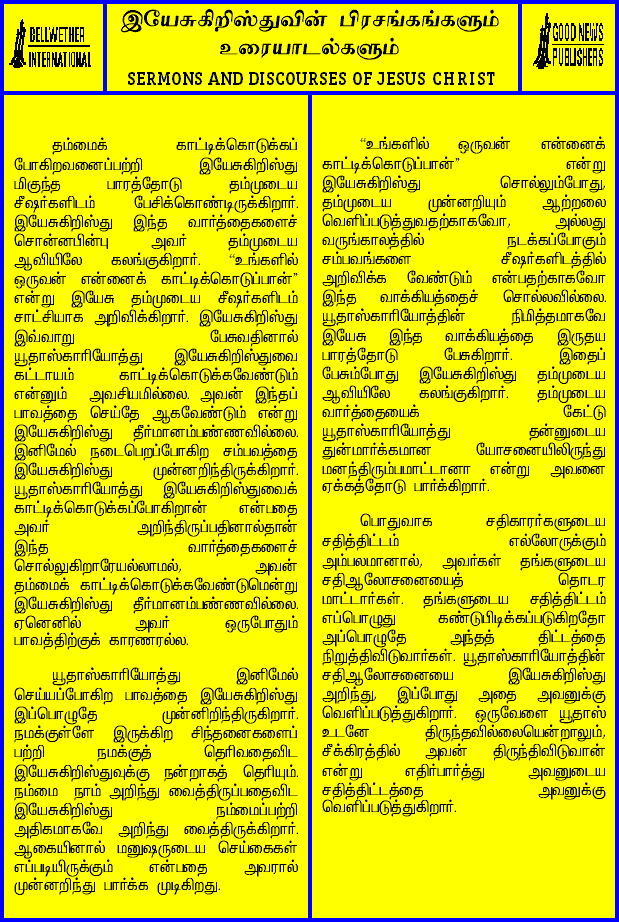 BELLWETHER
INTERNATIONAL
இயேசுகிறிஸ்துவின் பிரசங்கங்களும்
உரையாடல்களும்
SERMONS AND DISCOURSES OF JESUS CHRIST
GOOD NEWS
PUBLISHERS
தம்மைக் காட்டிக்கொடுக்கப்
போகிறவனைப்பற்றி இயேசுகிறிஸ்து
மிகுந்த பாரத்தோடு தம்முடைய
சீஷர்களிடம் பேசிக்கொண்டிருக்கிறார்.
இயேசுகிறிஸ்து இந்த வார்த்தைகளைச்
சொன்னபின்பு அவர் தம்முடைய
ஆவியிலே கலங்குகிறார். “உங்களில்
ஒருவன் என்னைக் காட்டிக்கொடுப்பான்”
என்று இயேசு தம்முடைய சீஷர்களிடம்
சாட்சியாக அறிவிக்கிறார். இயேசுகிறிஸ்து
இவ்வாறு பேசுவதினால்
யூதாஸ்காரியோத்து இயேசுகிறிஸ்துவை
கட்டாயம் காட்டிக்கொடுக்கவேண்டும்
என்னும் அவசியமில்லை. அவன் இந்தப்
பாவத்தை செய்தே ஆகவேண்டும் என்று
இயேசுகிறிஸ்து தீர்மானம்பண்ணவில்லை.
இனிமேல் நடைபெறப்போகிற சம்பவத்தை
இயேசுகிறிஸ்து முன்னறிந்திருக்கிறார்.
யூதாஸ்காரியோத்து இயேசுகிறிஸ்துவைக்
காட்டிக்கொடுக்கப்போகிறான் என்பதை
அவர் அறிந்திருப்பதினால்தான்
இந்த வார்த்தைகளைச்
சொல்லுகிறாரேயல்லாமல், அவன்
தம்மைக் காட்டிக்கொடுக்கவேண்டுமென்று
இயேசுகிறிஸ்து தீர்மானம்பண்ணவில்லை.
ஏனெனில் அவர் ஒருபோதும்
பாவத்திற்குக் காரணரல்ல.
யூதாஸ்காரியோத்து இனிமேல்
செய்யப்போகிற பாவத்தை இயேசுகிறிஸ்து
இப்பொழுதே முன்னிறிந்திருகிறார்.
நமக்குள்ளே இருக்கிற சிந்தனைகளைப்
பற்றி நமக்குத் தெரிவதைவிட
இயேசுகிறிஸ்துவுக்கு நன்றாகத் தெரியும்.
நம்மை நாம் அறிந்து வைத்திருப்பதைவிட
இயேசுகிறிஸ்து நம்மைப்பற்றி
அதிகமாகவே அறிந்து வைத்திருக்கிறார்.
ஆகையினால் மனுஷருடைய செய்கைகள்
எப்படியிருக்கும் என்பதை அவரால்
முன்னறிந்து பார்க்க முடிகிறது.
“உங்களில் ஒருவன் என்னைக்
காட்டிக்கொடுப்பான்” என்று
இயேசுகிறிஸ்து சொல்லும்போது,
தம்முடைய முன்னறியும் ஆற்றலை
வெளிப்படுத்துவதற்காகவோ, அல்லது
வருங்காலத்தில் நடக்கப்போகும்
சம்பவங்களை சீஷர்களிடத்தில்
அறிவிக்க வேண்டும் என்பதற்காகவோ
இந்த வாக்கியத்தைச் சொல்லவில்லை.
யூதாஸ்காரியோத்தின் நிமித்தமாகவே
இயேசு இந்த வாக்கியத்தை இருதய
பாரத்தோடு பேசுகிறார். இதைப்
பேசும்போது இயேசுகிறிஸ்து தம்முடைய
ஆவியிலே கலங்குகிறார். தம்முடைய
வார்த்தையைக் கேட்டு
யூதாஸ்காரியோத்து தன்னுடைய
துன்மார்க்கமான யோசனையிலிருந்து
மனந்திரும்பமாட்டானா என்று அவனை
ஏக்கத்தோடு பார்க்கிறார்.
பொதுவாக சதிகாரர்களுடைய
சதித்திட்டம் எல்லோருக்கும்
அம்பலமானால், அவர்கள் தங்களுடைய
சதிஆலோசனையைத் தொடர
மாட்டார்கள். தங்களுடைய சதித்திட்டம்
எப்பொழுது கண்டுபிடிக்கப்படுகிறதோ
அப்பொழுதே அந்தத் திட்டத்தை
நிறுத்திவிடுவார்கள். யூதாஸ்காரியோத்தின்
சதிஆலோசனையை இயேசுகிறிஸ்து
அறிந்து, இப்போது அதை அவனுக்கு
வெளிப்படுத்துகிறார். ஒருவேளை யூதாஸ்
உடனே திருந்தவில்லையென்றாலும்,
சீக்கிரத்தில் அவன் திருந்திவிடுவான்
என்று எதிர்பார்த்து அவனுடைய
சதித்திட்டத்தை அவனுக்கு
வெளிப்படுத்துகிறார்.